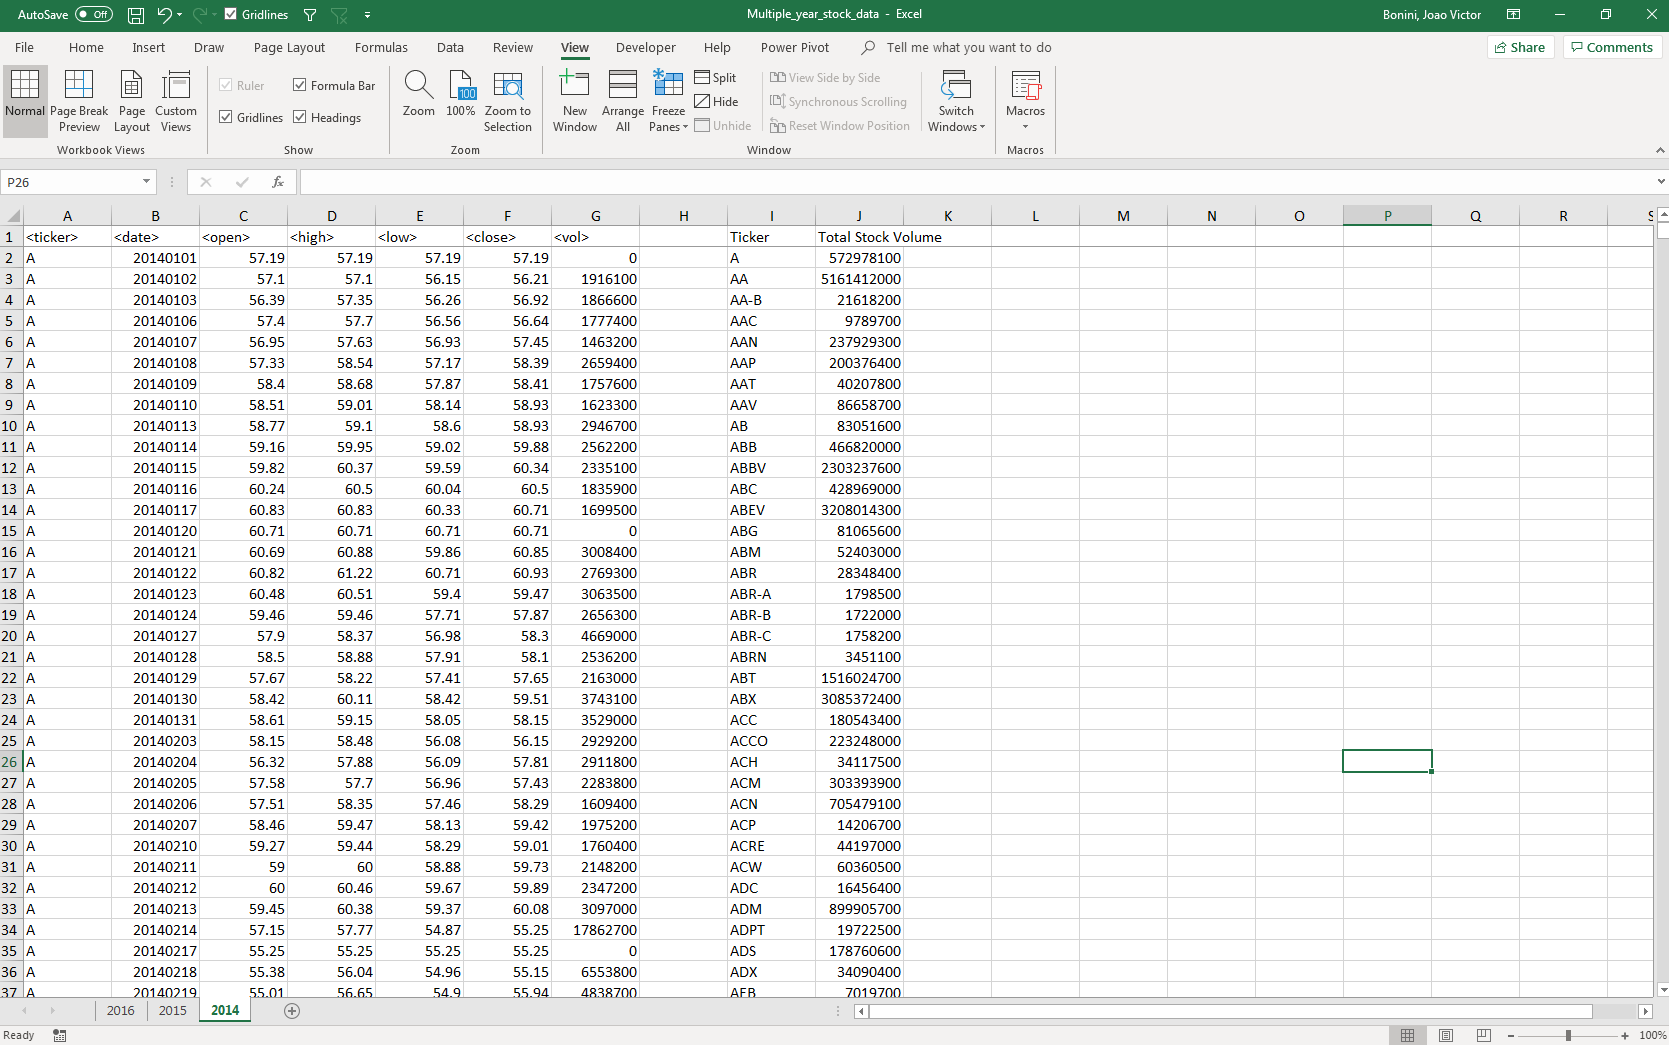 AutoSave Off Gridlines Multiple_year_stock_data - Excel Bonini, Joao Victor
File Home Insert Draw Page Layout Formulas Data Review View Developer Help Power Pivot Tell me what you want to do Share Comments
Normal Page Break Preview Page Layout Custom Views
Workbook Views
Ruler Formula Bar
Gridlines Headings
Show
Zoom 100 100% Zoom to Selection
Zoom
New Window Arrange All Freeze Panes Split Hide Unhide
View Side by Side
Synchronous Scrolling
Reset Window Position
Switch Windows
Window
Macros
Macros
P26 fx
A B C D E F G H I J K L M N O P Q R S
1 <ticker> <date> <open> <high> <low> <close> <vol> Ticker Total Stock Volume
2 A 20140101 57.19 57.19 57.19 57.19 0 A 572978100
3 A 20140102 57.1 57.1 56.15 56.21 1916100 AA 5161412000
4 A 20140103 56.39 57.35 56.26 56.92 1866600 AA-B 21618200
5 A 20140106 57.4 57.7 56.56 56.64 1777400 AAC 9789700
6 A 20140107 56.95 57.63 56.93 57.45 1463200 AAN 237929300
7 A 20140108 57.33 58.54 57.17 58.39 2659400 AAP 200376400
8 A 20140109 58.4 58.68 57.87 58.41 1757600 AAT 40207800
9 A 20140110 58.51 59.01 58.14 58.93 1623300 AAV 86658700
10 A 20140113 58.77 59.1 58.6 58.93 2946700 AB 83051600
11 A 20140114 59.16 59.95 59.02 59.88 2562200 ABB 466820000
12 A 20140115 59.82 60.37 59.59 60.34 2335100 ABBV 2303237600
13 A 20140116 60.24 60.5 60.04 60.5 1835900 ABC 428969000
14 A 20140117 60.83 60.83 60.33 60.71 1699500 ABEV 3208014300
15 A 20140120 60.71 60.71 60.71 60.71 0 ABG 81065600
16 A 20140121 60.69 60.88 59.86 60.85 3008400 ABM 52403000
17 A 20140122 60.82 61.22 60.71 60.93 2769300 ABR 28348400
18 A 20140123 60.48 60.51 59.4 59.47 3063500 ABR-A 1798500
19 A 20140124 59.46 59.46 57.71 57.87 2656300 ABR-B 1722000
20 A 20140127 57.9 58.37 56.98 58.3 4669000 ABR-C 1758200
21 A 20140128 58.5 58.88 57.91 58.1 2536200 ABRN 3451100
22 A 20140129 57.67 58.22 57.41 57.65 2163000 ABT 1516024700
23 A 20140130 58.42 60.11 58.42 59.51 3743100 ABX 3085372400
24 A 20140131 58.61 59.15 58.05 58.15 3529000 ACC 180543400
25 A 20140203 58.15 58.48 56.08 56.15 2929200 ACCO 223248000
26 A 20140204 56.32 57.88 56.09 57.81 2911800 ACH 34117500
27 A 20140205 57.58 57.7 56.96 57.43 2283800 ACM 303393900
28 A 20140206 57.51 58.35 57.46 58.29 1609400 ACN 705479100
29 A 20140207 58.46 59.47 58.13 59.42 1975200 ACP 14206700
30 A 20140210 59.27 59.44 58.29 59.01 1760400 ACRE 44197000
31 A 20140211 59 60 58.88 59.73 2148200 ACW 60360500
32 A 20140212 60 60.46 59.67 59.89 2347200 ADC 16456400
33 A 20140213 59.45 60.38 59.37 60.08 3097000 ADM 899905700
34 A 20140214 57.15 57.77 54.87 55.25 17862700 ADPT 19722500
35 A 20140217 55.25 55.25 55.25 55.25 0 ADS 178760600
36 A 20140218 55.38 56.04 54.96 55.15 6553800 ADX 34090400
37 A 20140219 55.01 56.65 54.9 55.94 4838700 AEB 7019700
2016 2015 2014
Ready 100%